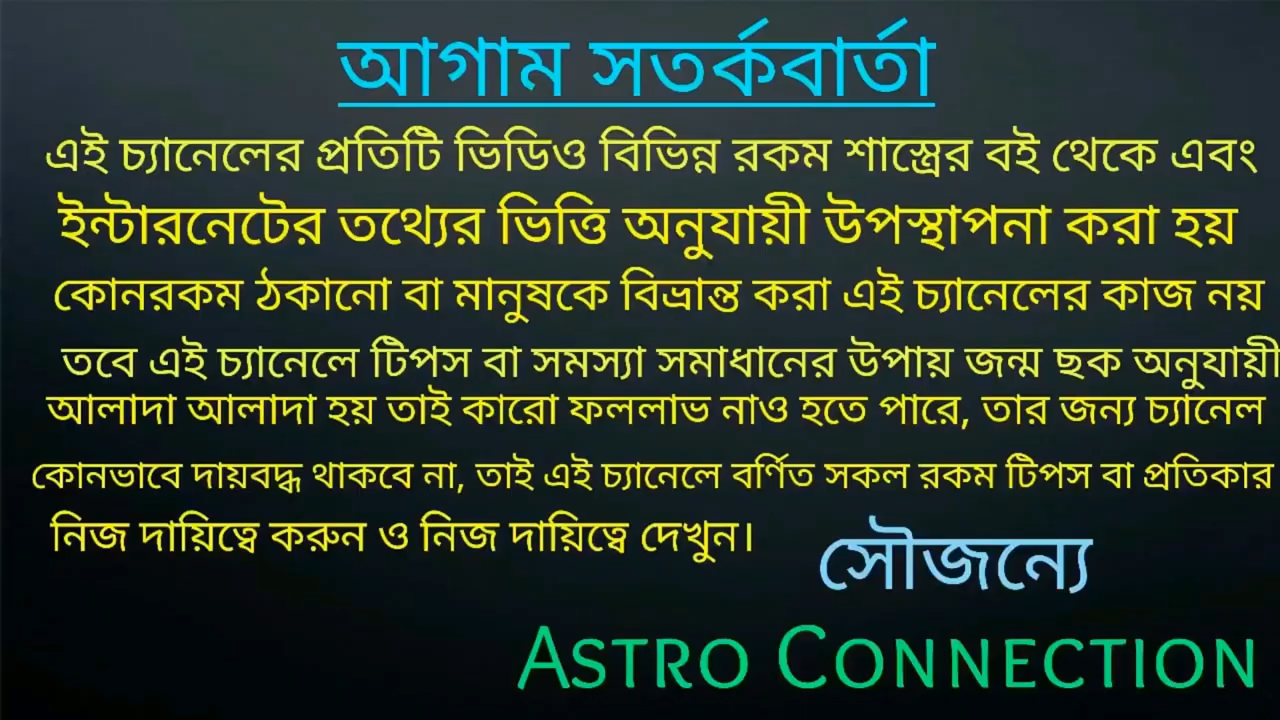 আগাম সতর্কবার্তা
এই চ্যানেলের প্রতিটি ভিডিও বিভিন্ন রকম শাস্ত্রের বই থেকে এবং
ইন্টারনেটের তথ্যের ভিত্তি অনুযায়ী উপস্থাপনা করা হয়
কোনরকম ঠকানো বা মানুষকে বিভ্রান্ত করা এই চ্যানেলের কাজ নয়
তবে এই চ্যানেলে টিপস বা সমস্যা সমাধানের উপায় জন্ম ছক অনুযায়ী
আলাদা আলাদা হয় তাই কারো ফললাভ নাও হতে পারে, তার জন্য চ্যানেল
কোনভাবে দায়বদ্ধ থাকবে না, তাই এই চ্যানেলে বর্ণিত সকল রকম টিপস বা প্রতিকার
নিজ দায়িত্বে করুন ও নিজ দায়িত্বে দেখুন।
সৌজন্যে
ASTRO CONNECTION